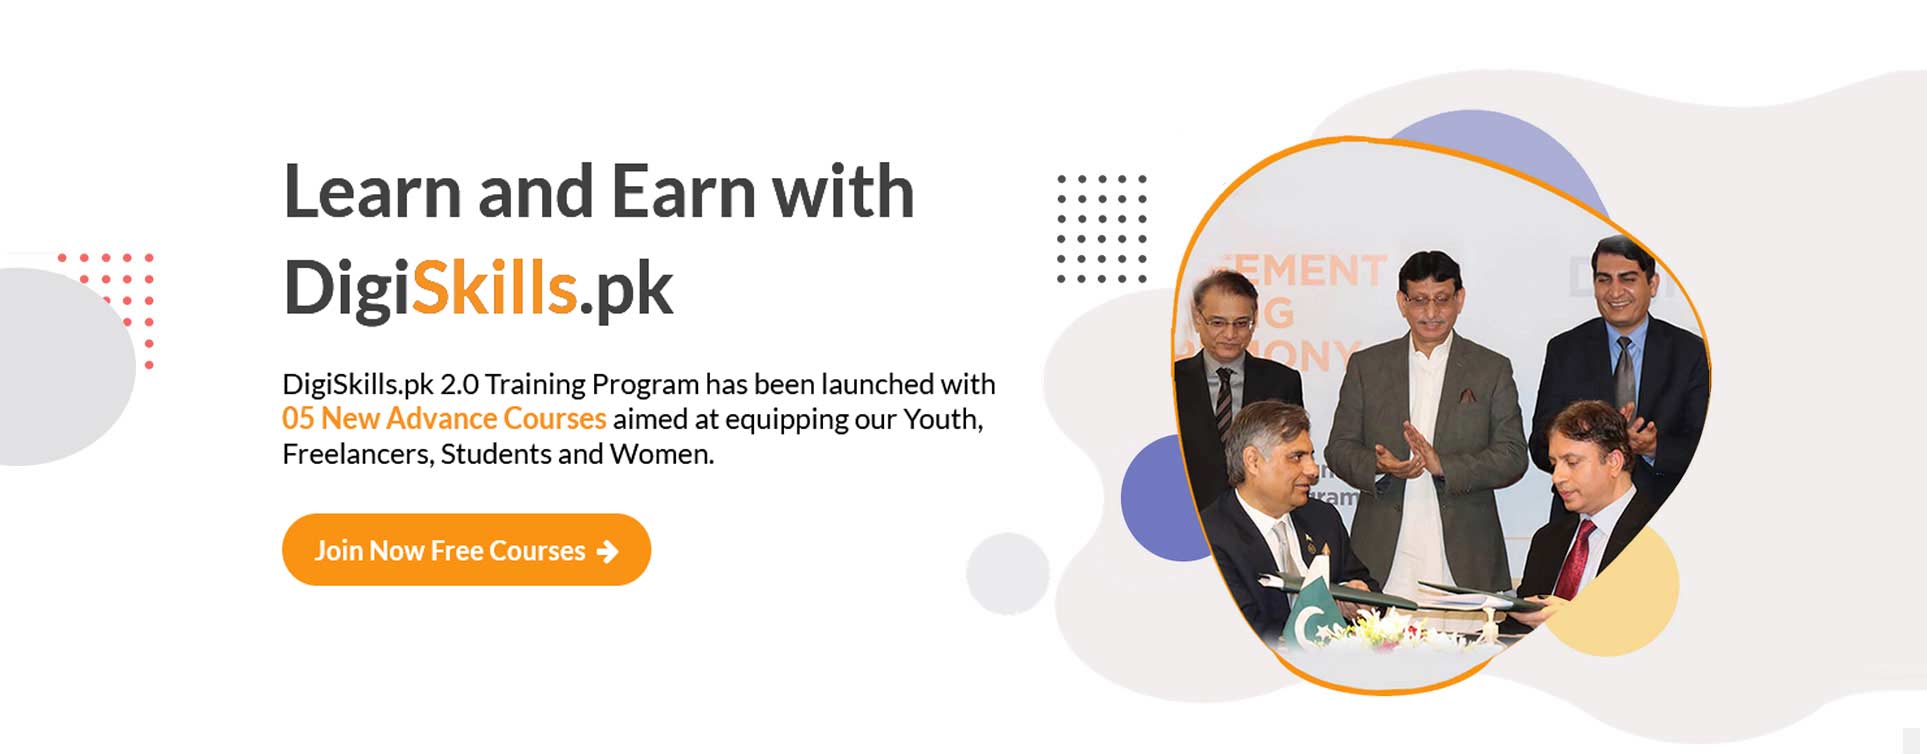 Learn and Earn with
DigiSkills.pk
DigiSkills.pk 2.0 Training Program has been launched with
05 New Advance Courses aimed at equipping our Youth,
Freelancers, Students and Women.
Join Now Free Courses